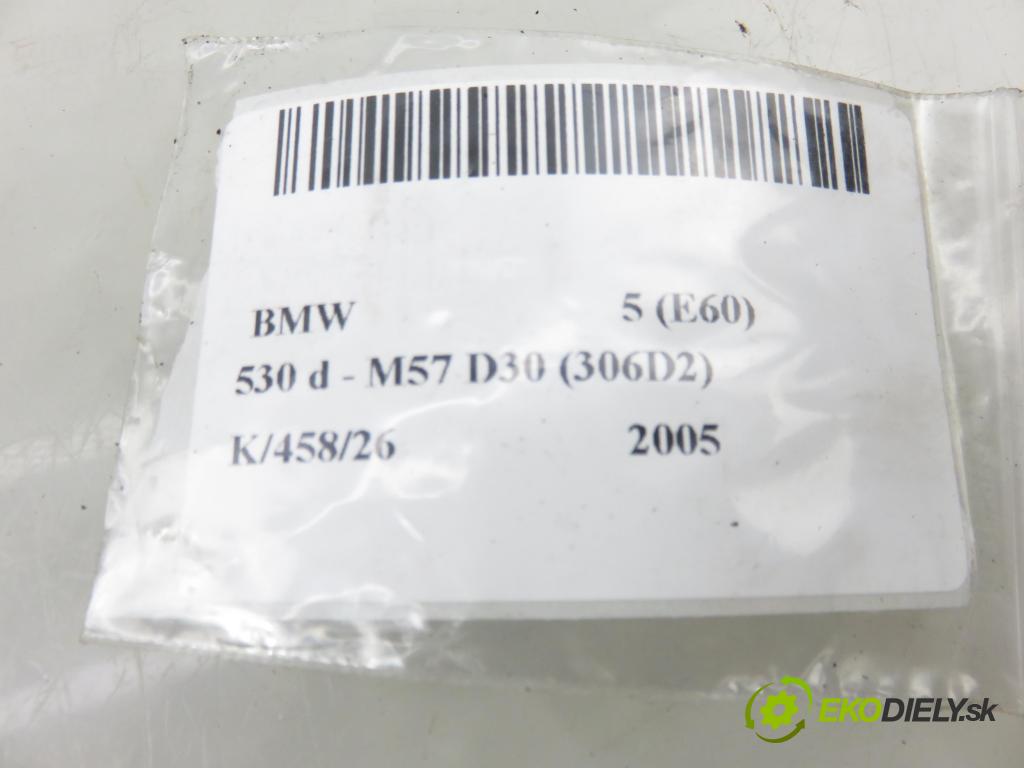 BMW 5 (E60)
530 d - M57 D30 (306D2)
K/458/26 2005
EKODIELY.sk